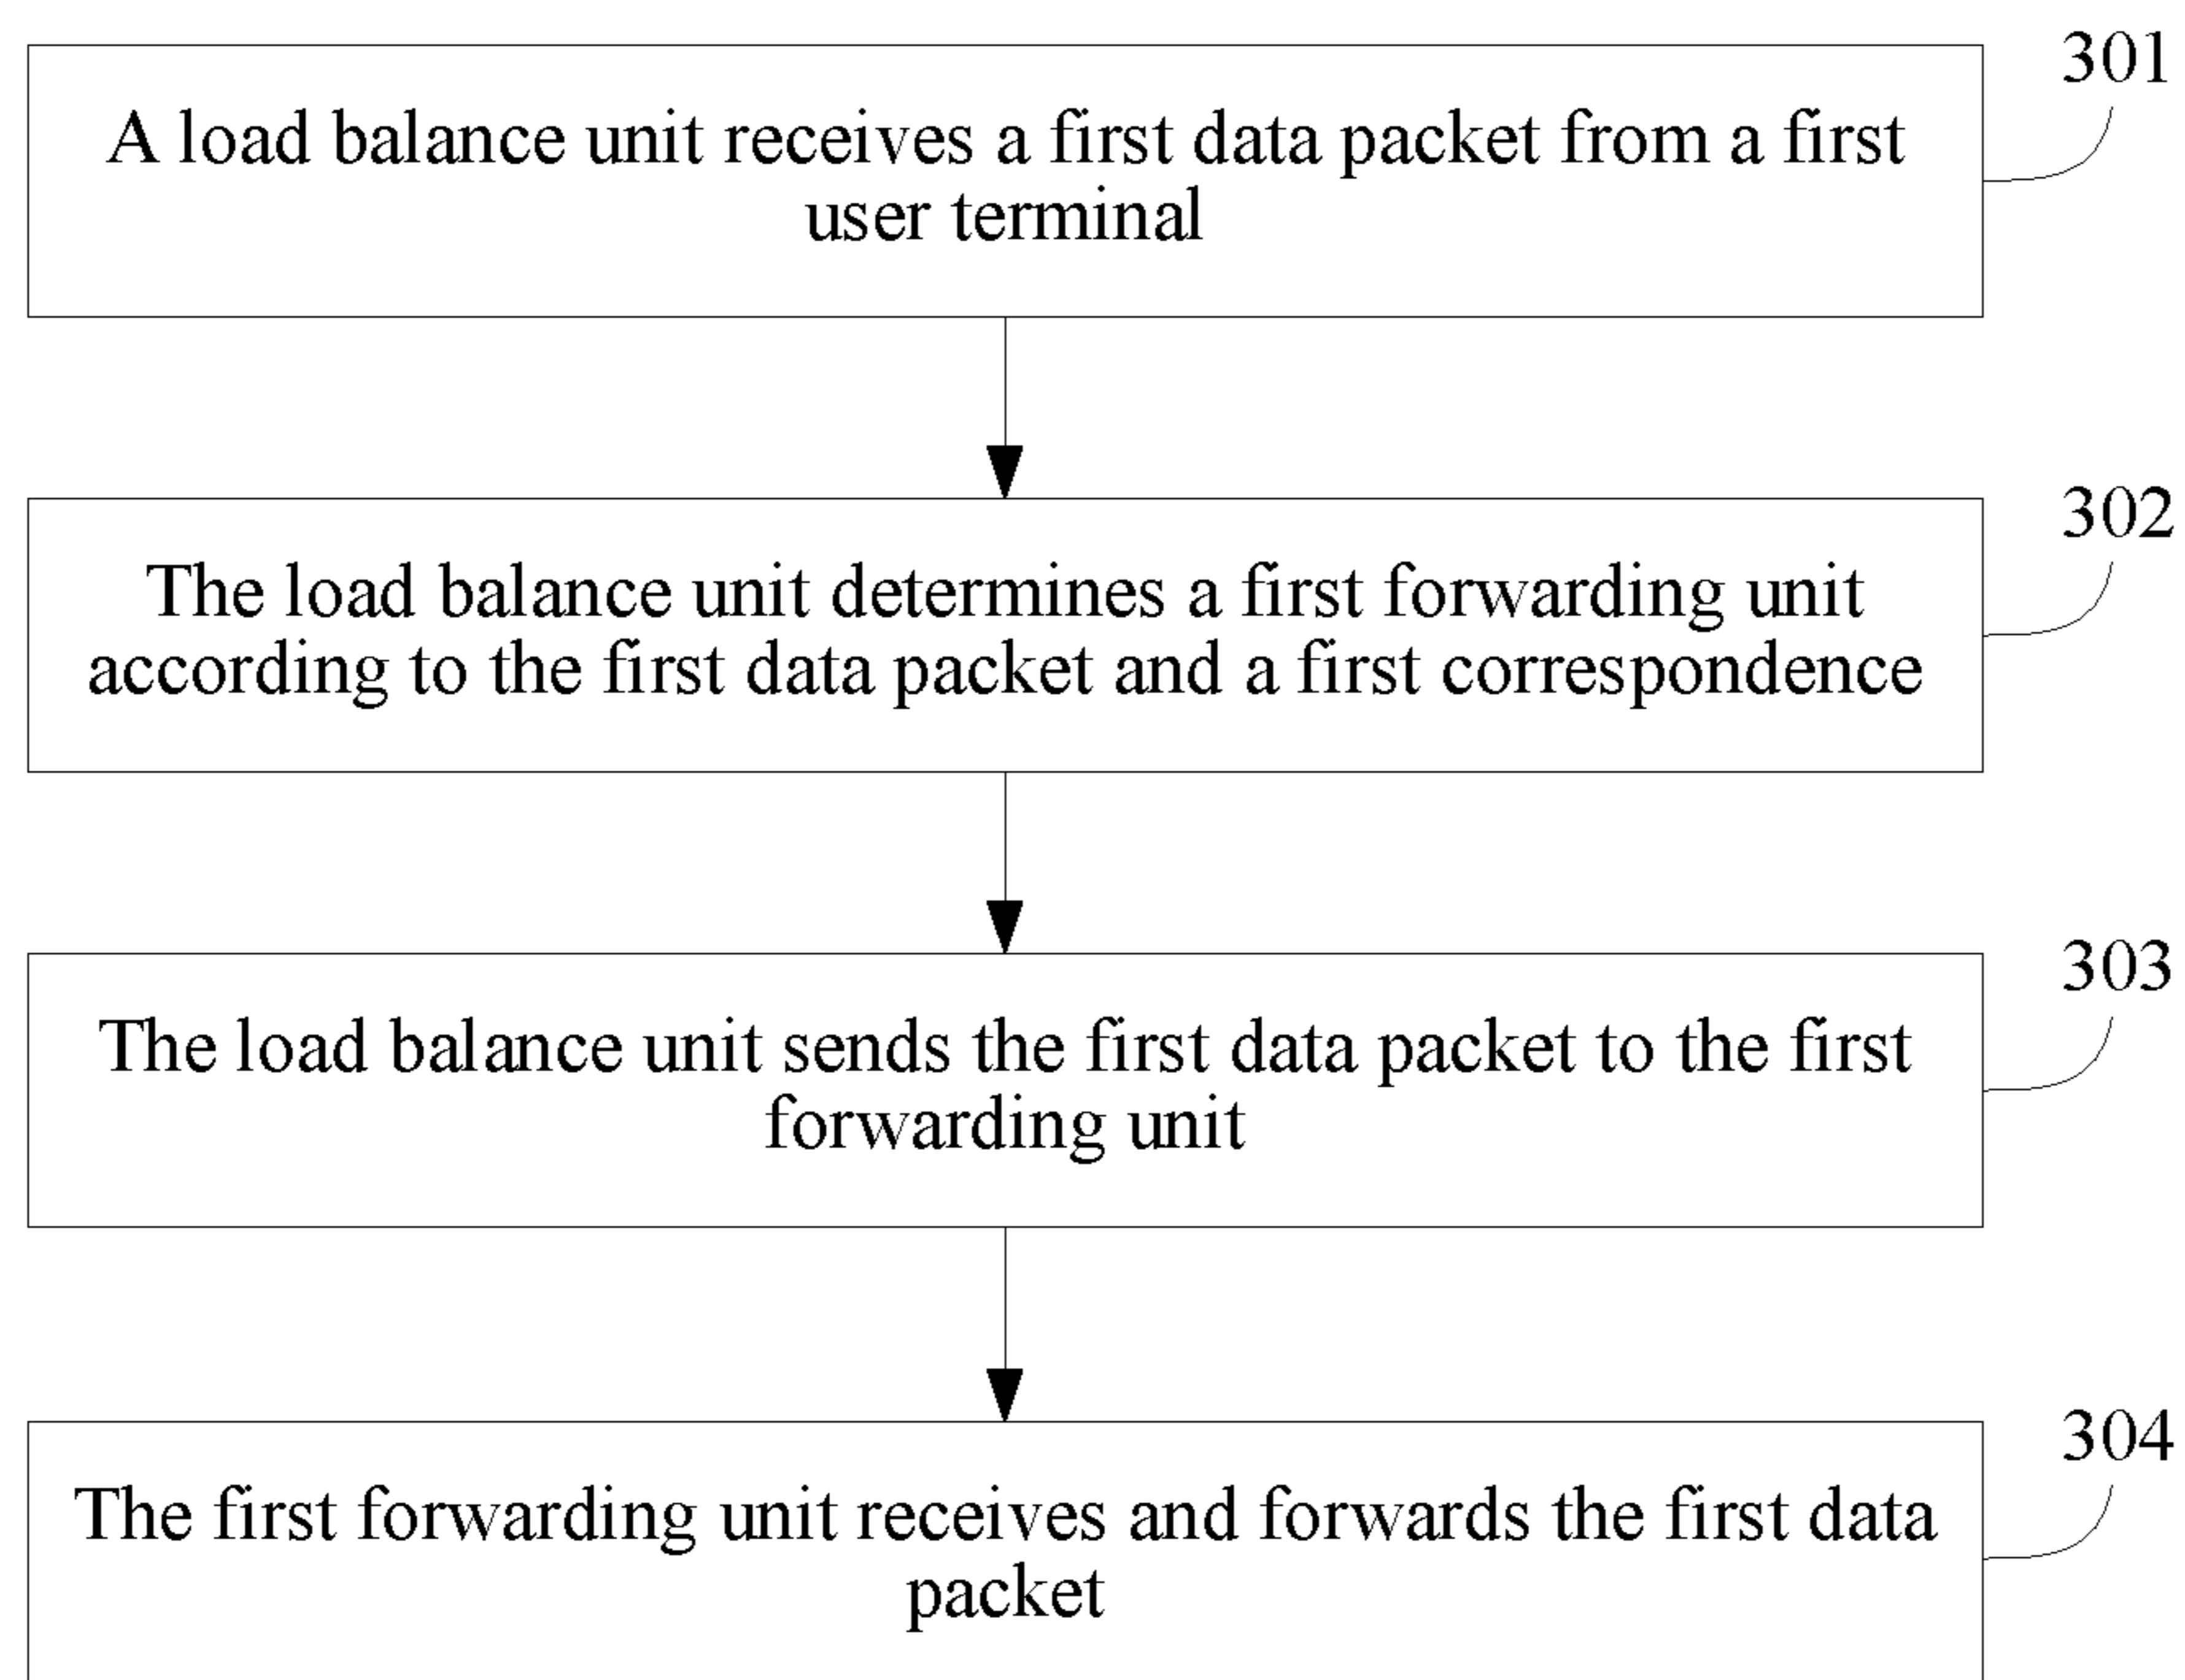 301
A load balance unit receives a first data packet from a first
user terminal
302
The load balance unit determines a first forwarding unit
according to the first data packet and a first correspondence
303
The load balance unit sends the first data packet to the first
forwarding unit
304
The first forwarding unit receives and forwards the first data
packet